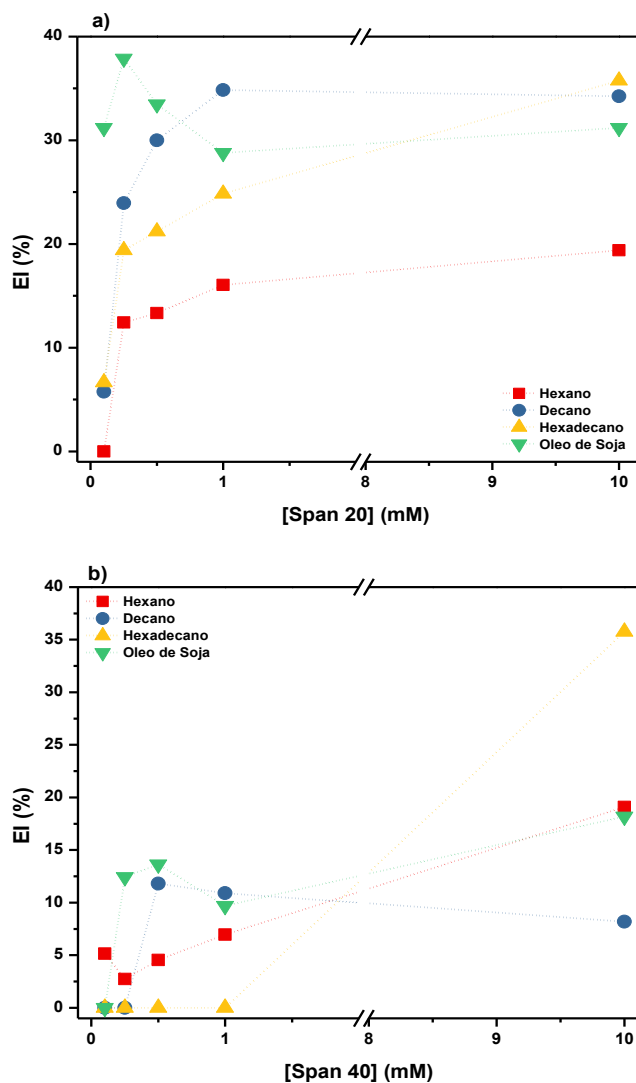 a)
40
30
20
10
0
EI (%)
Hexano
Decano
Hexadecano
Oleo de Soja
0 1 8 9 10
[Span 20] (mM)
b)
40
35
30
25
20
15
10
5
0
EI (%)
Hexano
Decano
Hexadecano
Oleo de Soja
0 1 8 9 10
[Span 40] (mM)